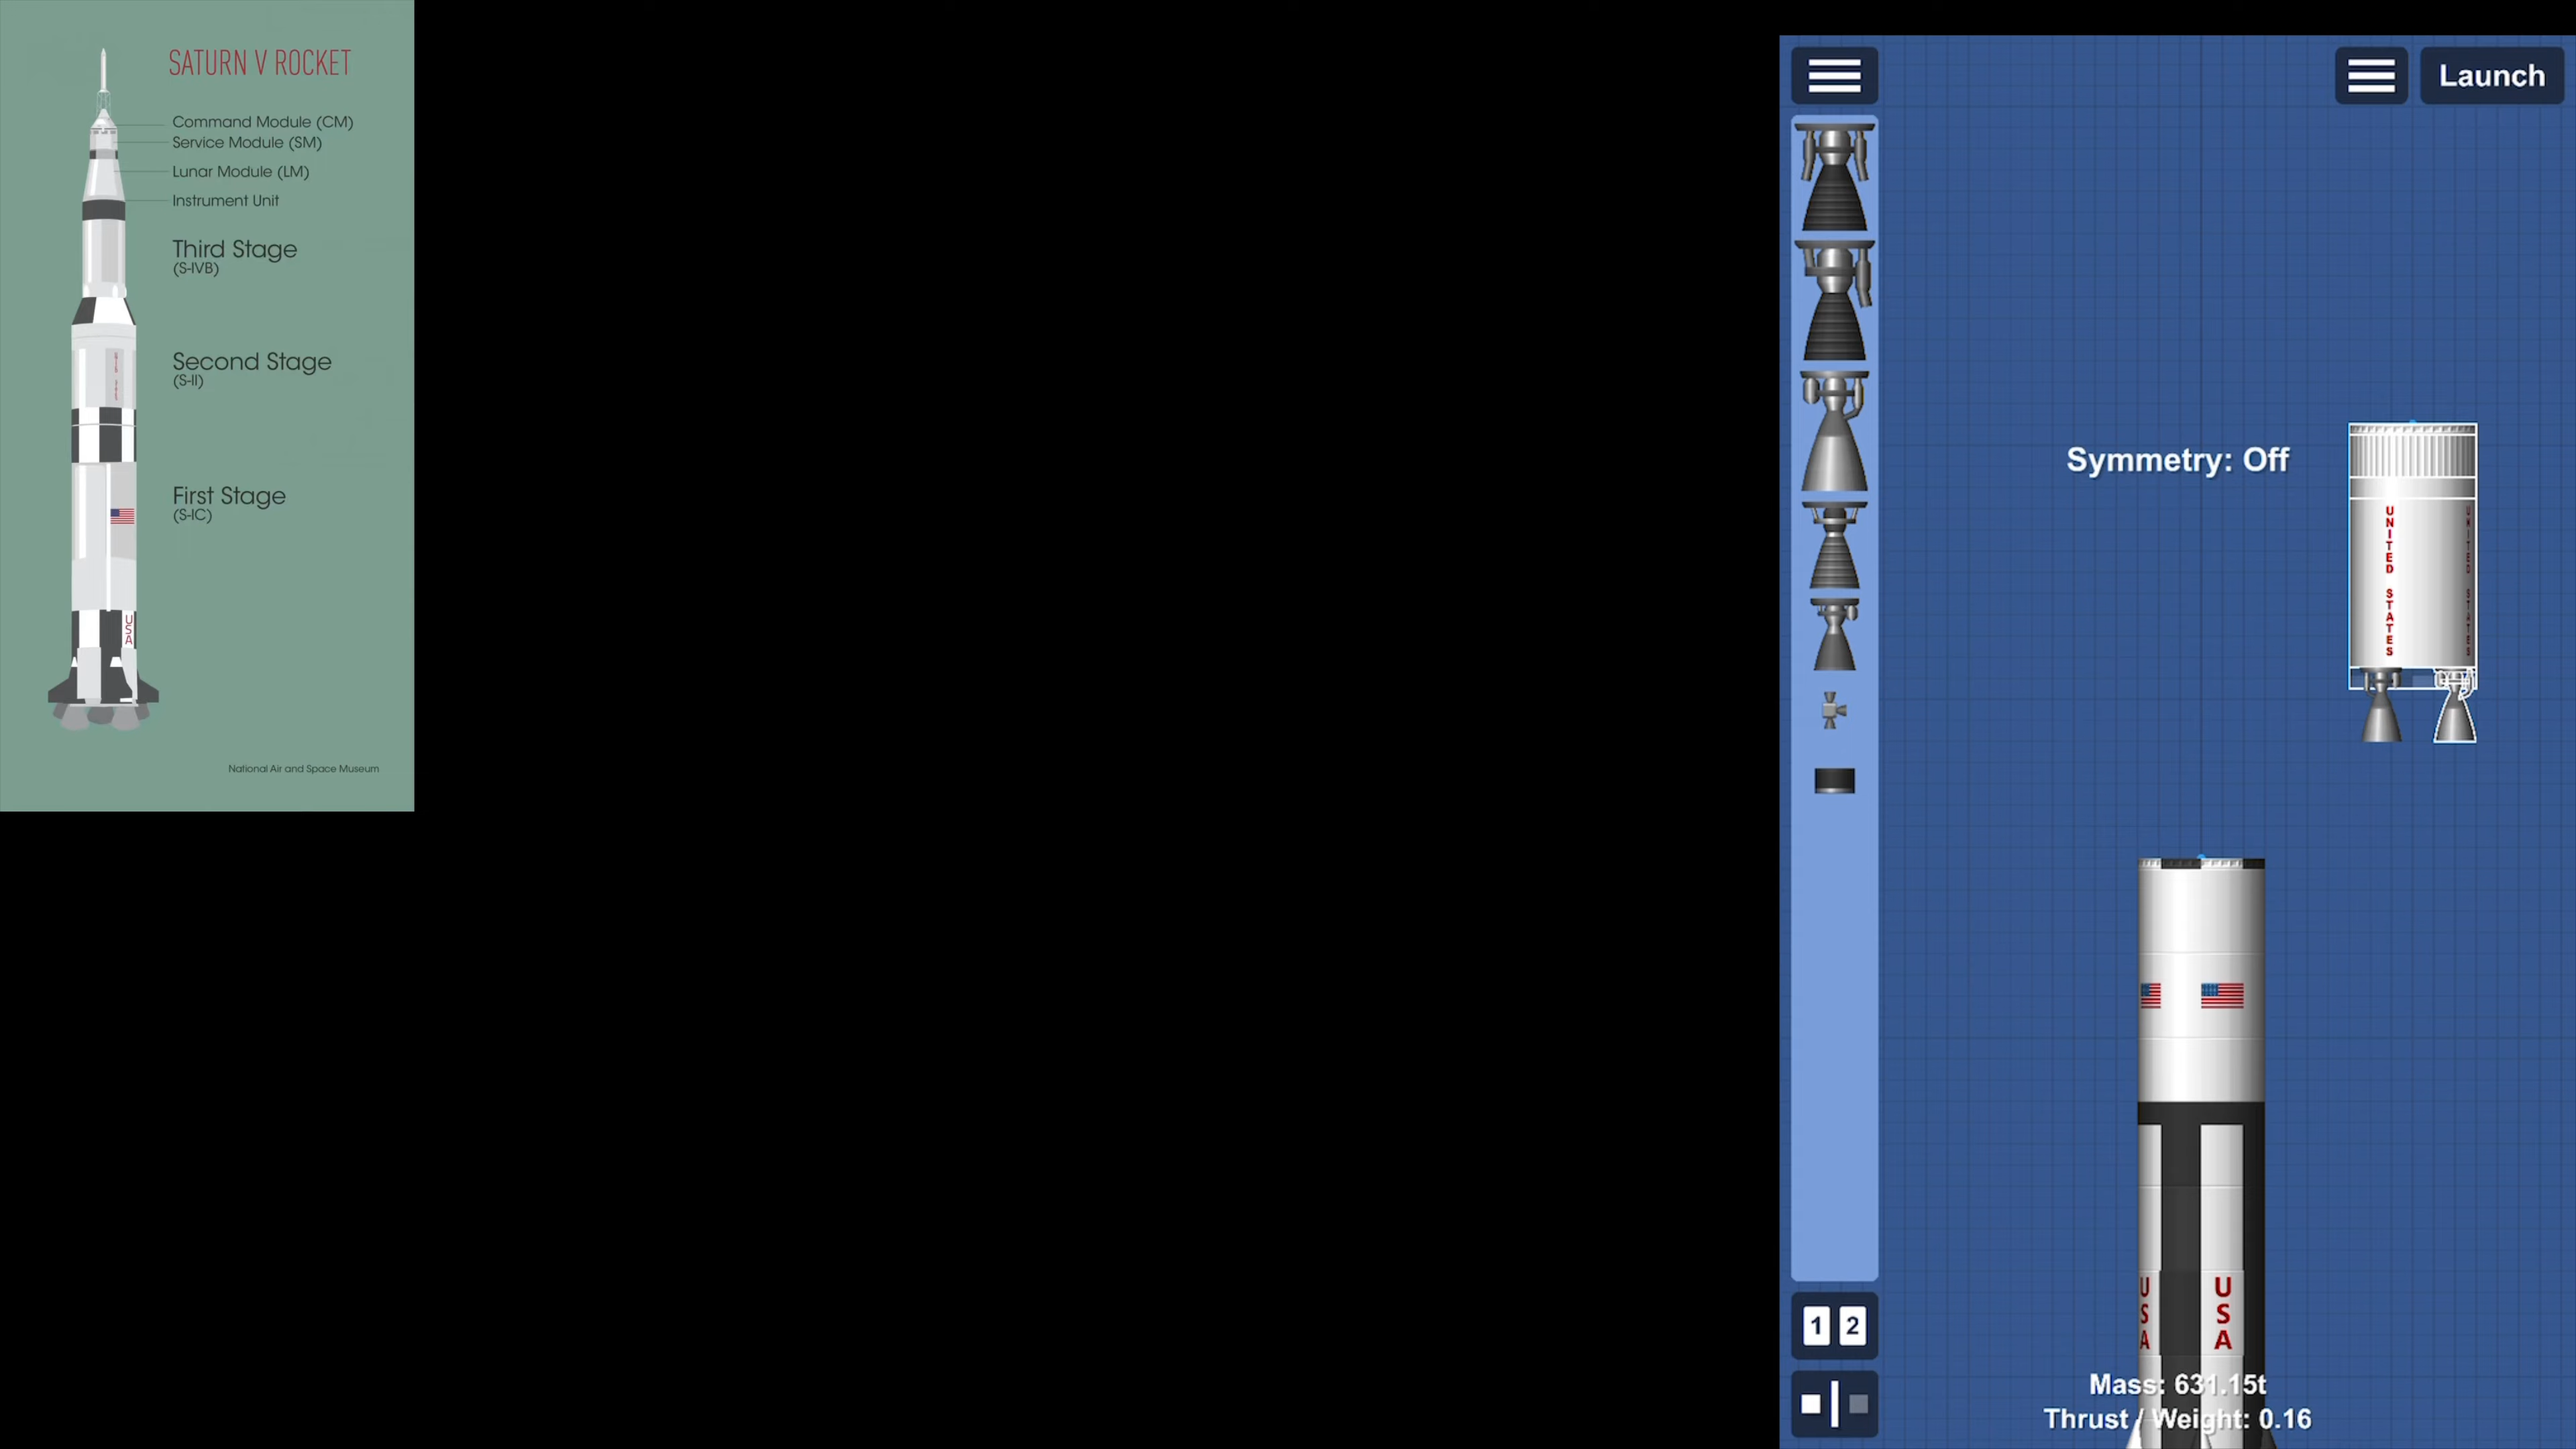 SATURN V ROCKET
Command Module (CM)
Service Module (SM)
Lunar Module (LM)
Instrument Unit
Third Stage
(S-IVB)
Second Stage
(S-II)
First Stage
(S-IC)
USA
National Air and Space Museum
Launch
Symmetry: Off
UNITED STATES
UNITED STATES
USA
USA
1 2
Mass: 631.15t
Thrust / Weight: 0.16